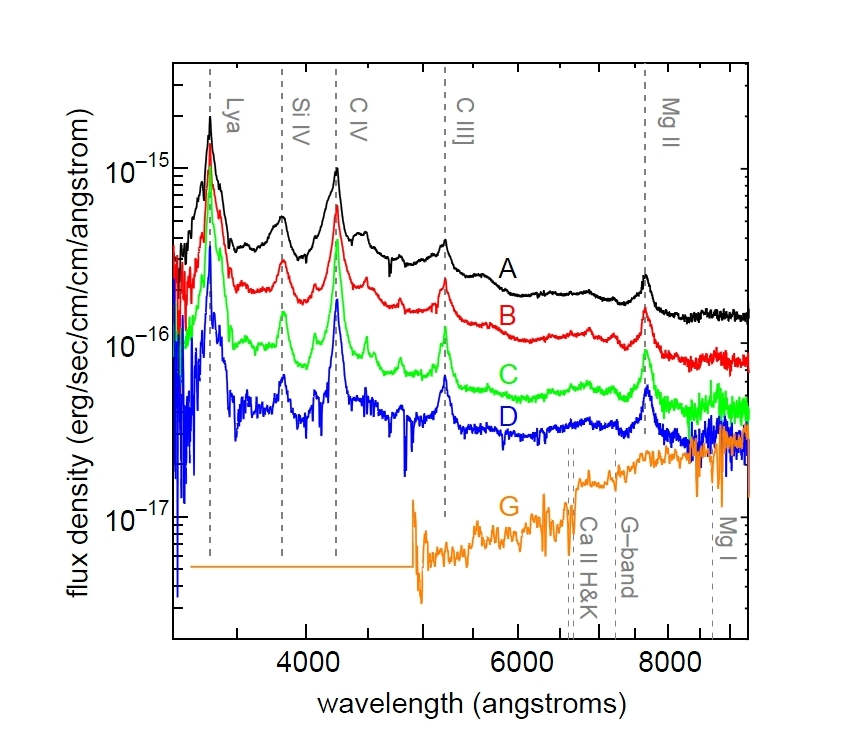 Lya
Si IV
C IV
C III]
Mg II
10−15
10−16
10−17
A
B
C
D
G
Ca II H&K
G−band
Mg I
4000
6000
8000
wavelength (angstroms)
flux density (erg/sec/cm/cm/angstrom)